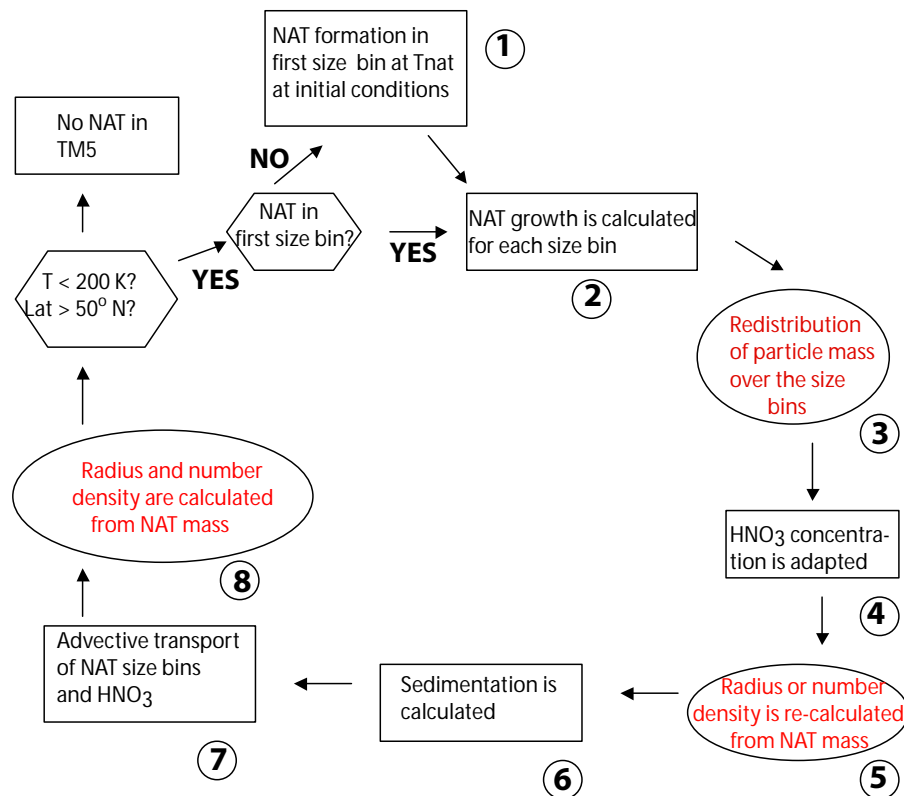 NAT formation in
first size bin at Tnat
at initial conditions
1
No NAT in
TM5
NO
NAT in
first size bin?
YES
YES
NAT growth is calculated
for each size bin
2
T < 200 K?
Lat > 50° N?
Redistribution
of particle mass
over the size
bins
3
HNO₃ concentra-
tion is adapted
4
Radius or number
density is re-calculated
from NAT mass
5
Sedimentation is
calculated
6
Advective transport
of NAT size bins
and HNO₃
7
Radius and number
density are calculated
from NAT mass
8